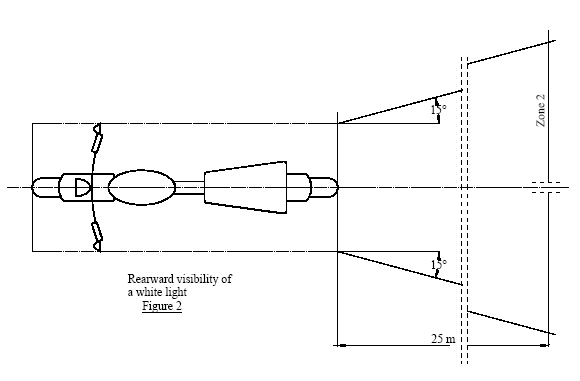 15°
Zone 2
15°
Rearward visibility of
a white light
Figure 2
25 m